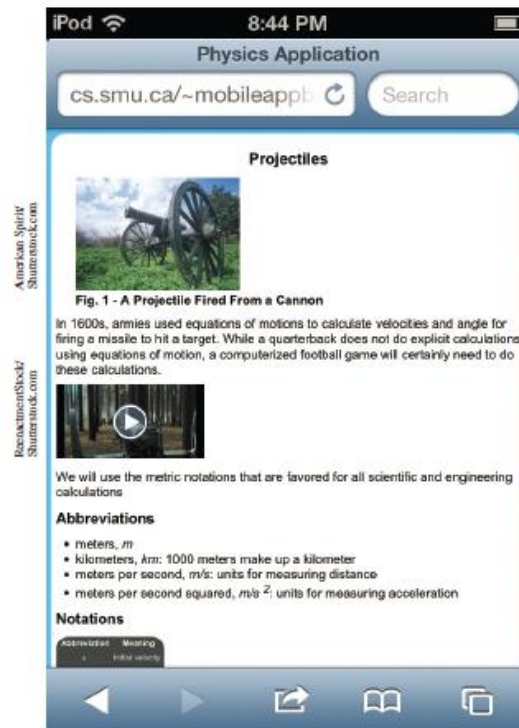 iPod 8:44 PM
Physics Application
cs.smu.ca/~mobileappb Search
Projectiles
American Spirit/
Shutterstock.com
Fig. 1 - A Projectile Fired From a Cannon
In 1600s, armies used equations of motions to calculate velocities and angle for
firing a missile to hit a target. While a quarterback does not do explicit calculations
using equations of motion, a computerized football game will certainly need to do
these calculations.
ReenactmentStock/
Shutterstock.com
We will use the metric notations that are favored for all scientific and engineering
calculations
Abbreviations
• meters, m
• kilometers, km: 1000 meters make up a kilometer
• meters per second, m/s: units for measuring distance
• meters per second squared, m/s 2: units for measuring acceleration
Notations
Abbreviation Meaning
Initial velocity